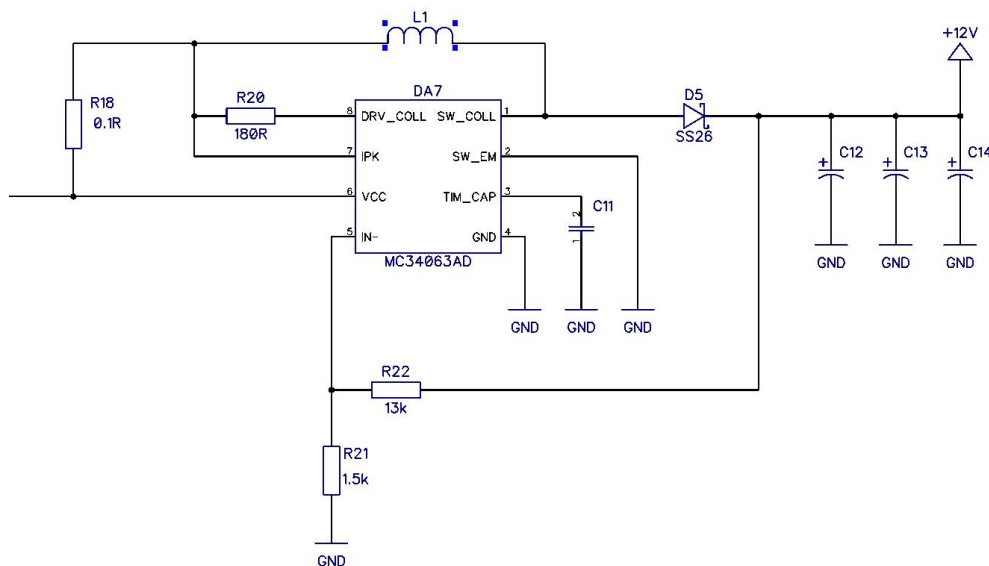 L1
+12V
R18
0.1R
R20
180R
DA7
8 DRV_COLL SW_COLL 1
7 IPK SW_EM 2
6 VCC TIM_CAP 3
5 IN- GND 4
MC34063AD
D5
SS26
C12
C13
C14
2
C11
1
GND
GND
GND
GND
GND
GND
R22
13k
R21
1.5k
GND